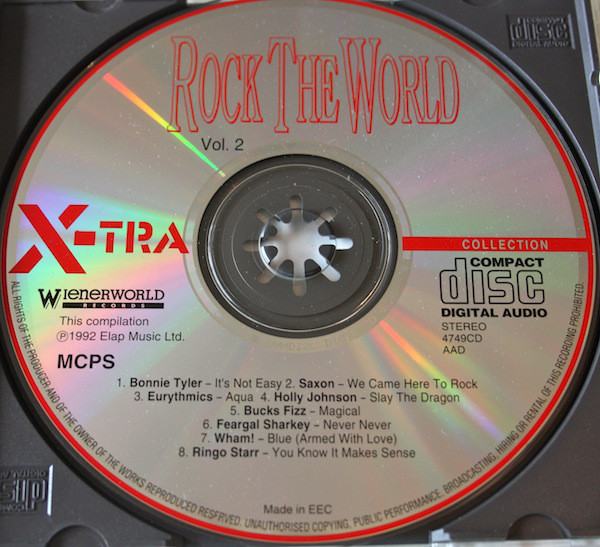 COMPACT
disc
DIGITAL AUDIO
ROCK THE WORLD
Vol. 2
X-TRA
COLLECTION
WIENERWORLD
RECORDS
COMPACT
disc
DIGITAL AUDIO
STEREO
4749CD
AAD
This compilation
℗1992 Elap Music Ltd.
MCPS
1. Bonnie Tyler – It's Not Easy 2. Saxon – We Came Here To Rock
3. Eurythmics – Aqua 4. Holly Johnson – Slay The Dragon
5. Bucks Fizz – Magical
6. Feargal Sharkey – Never Never
7. Wham! – Blue (Armed With Love)
8. Ringo Starr – You Know It Makes Sense
Made in EEC
ALL RIGHTS OF THE PRODUCER AND OF THE OWNER OF THE WORKS REPRODUCED RESERVED. UNAUTHORISED COPYING, PUBLIC PERFORMANCE, BROADCASTING, HIRING OR RENTAL OF THIS RECORDING PROHIBITED.
disc